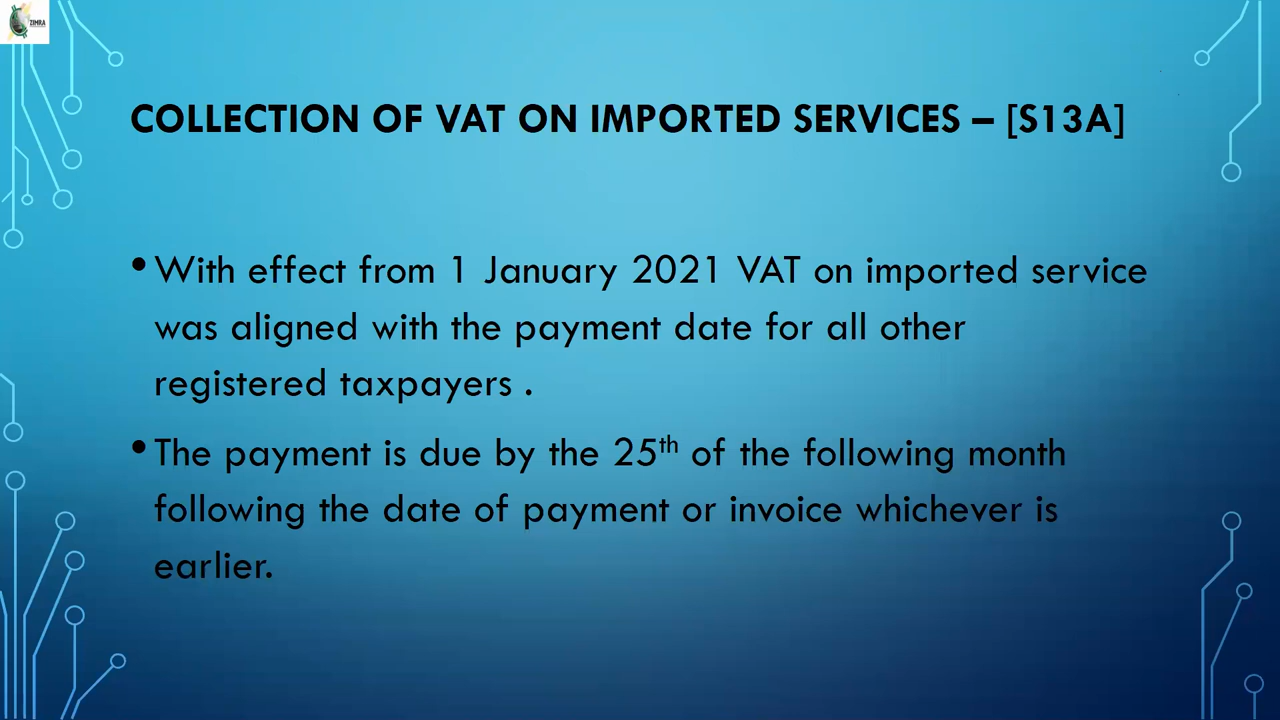 ZIMRA
COLLECTION OF VAT ON IMPORTED SERVICES – [S13A]
• With effect from 1 January 2021 VAT on imported service
was aligned with the payment date for all other
registered taxpayers .
• The payment is due by the 25th of the following month
following the date of payment or invoice whichever is
earlier.